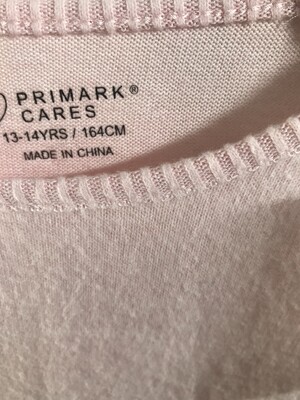 PRIMARK®
CARES
13-14YRS / 164CM
MADE IN CHINA